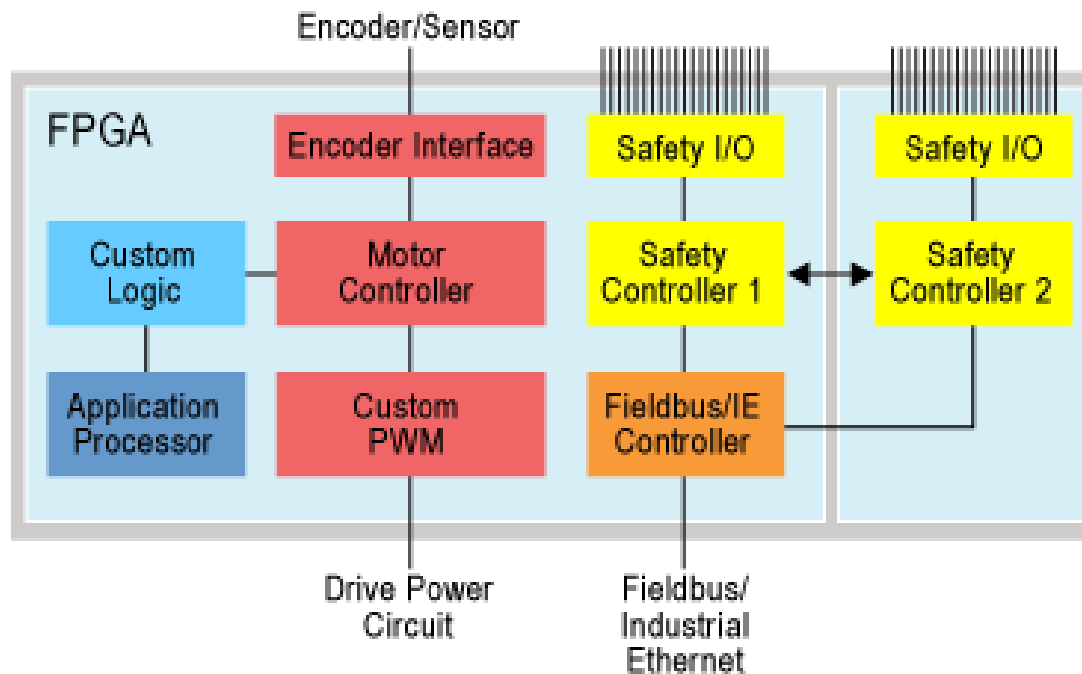 Encoder/Sensor
FPGA
Encoder Interface
Safety I/O
Safety I/O
Custom
Logic
Motor
Controller
Safety
Controller 1
Safety
Controller 2
Application
Processor
Custom
PWM
Fieldbus/IE
Controller
Drive Power
Circuit
Fieldbus/
Industrial
Ethernet